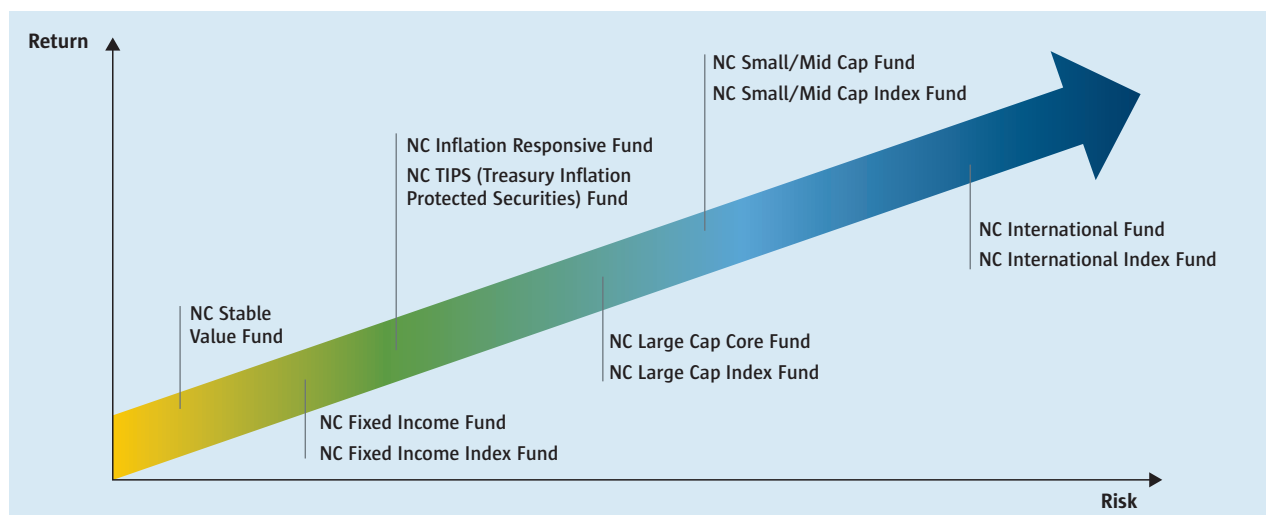 Return
NC Small/Mid Cap Fund
NC Small/Mid Cap Index Fund
NC Inflation Responsive Fund
NC TIPS (Treasury Inflation
Protected Securities) Fund
NC International Fund
NC International Index Fund
NC Stable
Value Fund
NC Large Cap Core Fund
NC Large Cap Index Fund
NC Fixed Income Fund
NC Fixed Income Index Fund
Risk